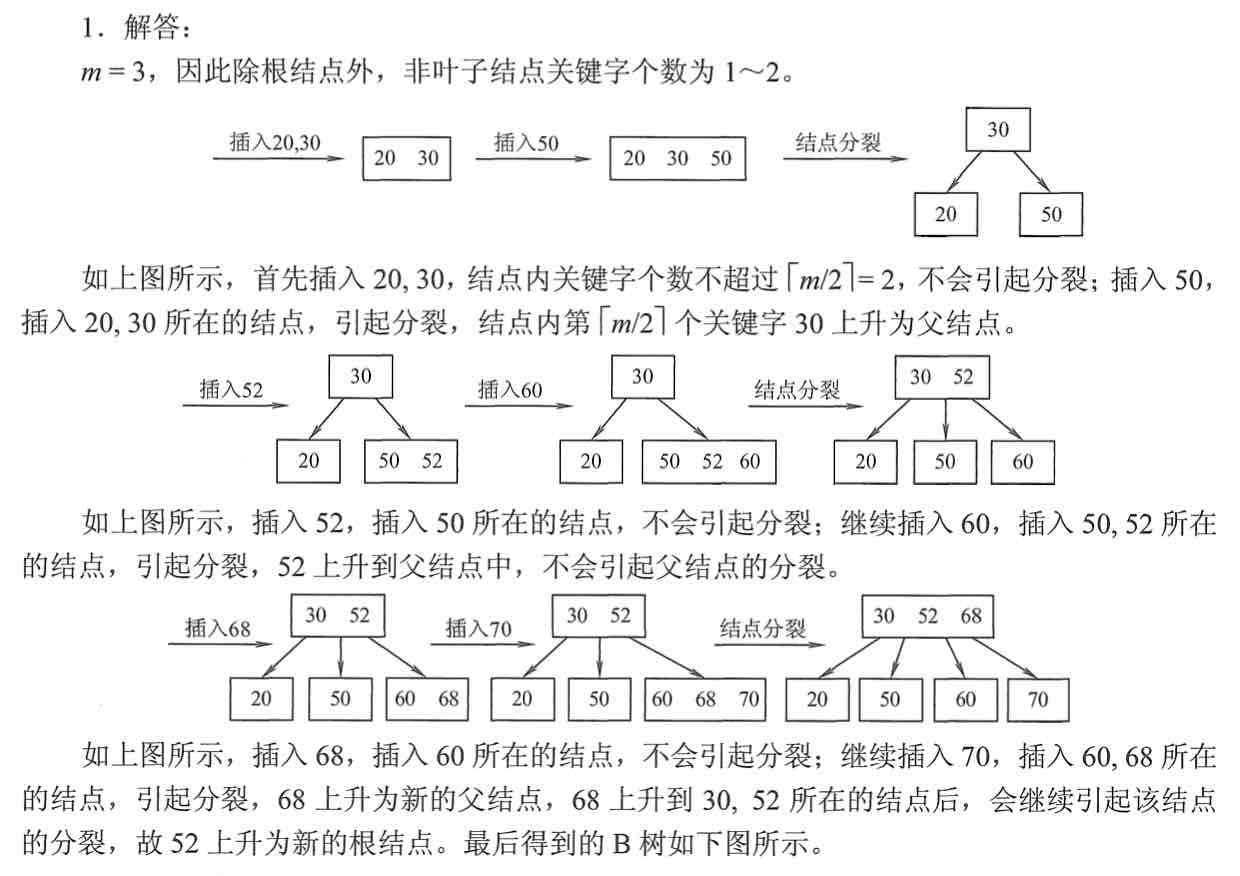 1. 解答：
m = 3，因此除根结点外，非叶子结点关键字个数为 1～2。
插入20,30
20 30
插入50
20 30 50
结点分裂
30
20
50
如上图所示，首先插入 20, 30，结点内关键字个数不超过⌈m/2⌉= 2，不会引起分裂；插入 50，
插入 20, 30 所在的结点，引起分裂，结点内第⌈m/2⌉个关键字 30 上升为父结点。
插入52
30
20
50 52
插入60
30
20
50 52 60
结点分裂
30 52
20
50
60
如上图所示，插入 52，插入 50 所在的结点，不会引起分裂；继续插入 60，插入 50, 52 所在
的结点，引起分裂，52 上升到父结点中，不会引起父结点的分裂。
插入68
30 52
20
50
60 68
插入70
30 52
20
50
60 68 70
结点分裂
30 52 68
20
50
60
70
如上图所示，插入 68，插入 60 所在的结点，不会引起分裂；继续插入 70，插入 60, 68 所在
的结点，引起分裂，68 上升为新的父结点，68 上升到 30, 52 所在的结点后，会继续引起该结点
的分裂，故 52 上升为新的根结点。最后得到的 B 树如下图所示。